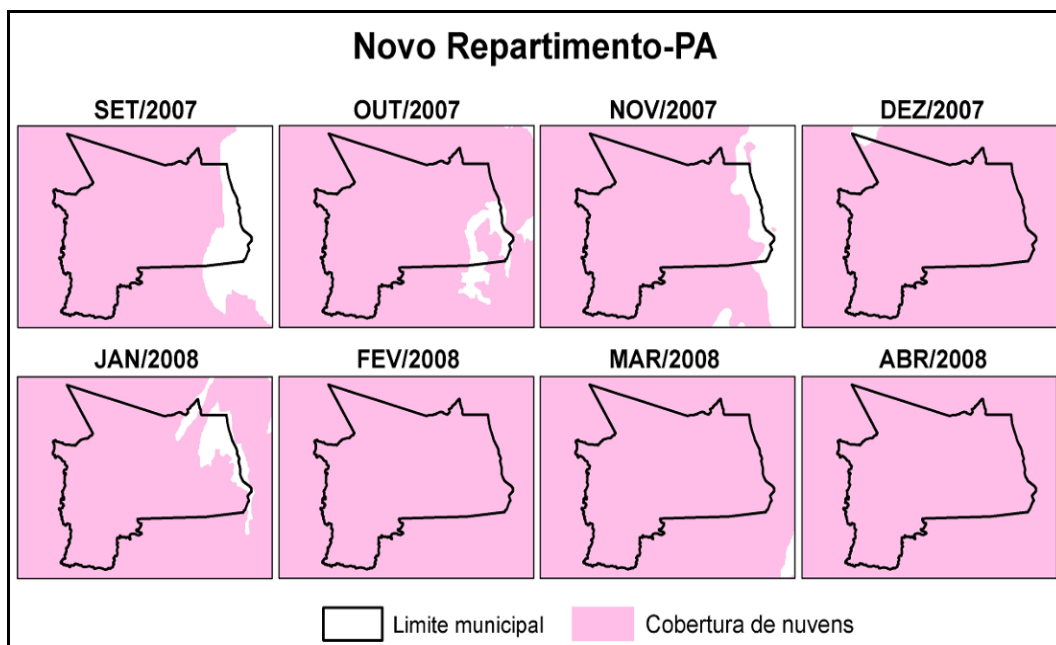 Novo Repartimento-PA
SET/2007 OUT/2007 NOV/2007 DEZ/2007
JAN/2008 FEV/2008 MAR/2008 ABR/2008
Limite municipal Cobertura de nuvens